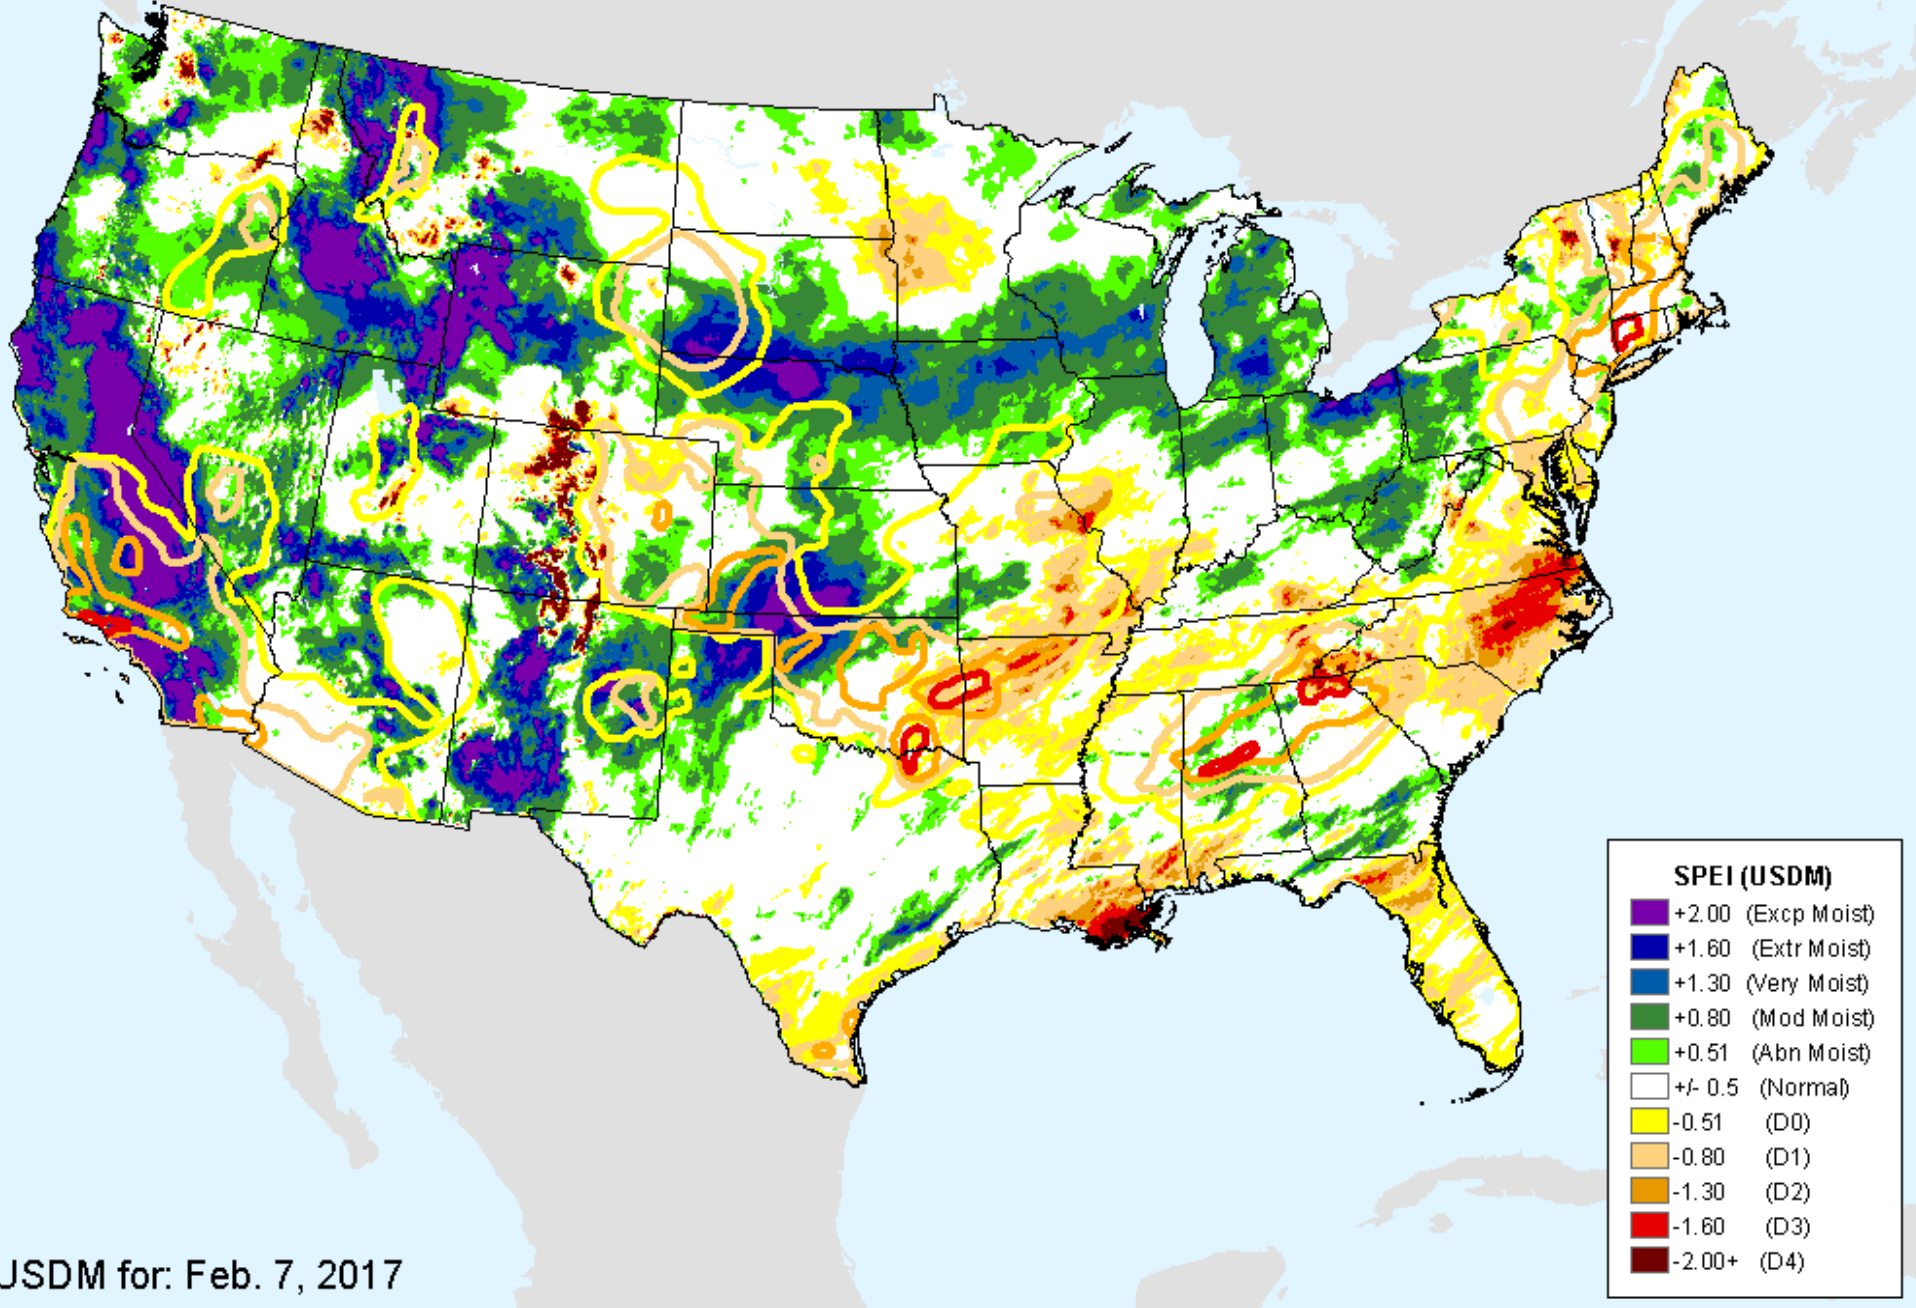 SPEI (USDM)
+2.00 (Excp Moist)
+1.60 (Extr Moist)
+1.30 (Very Moist)
+0.80 (Mod Moist)
+0.51 (Abn Moist)
+/- 0.5 (Normal)
-0.51 (D0)
-0.80 (D1)
-1.30 (D2)
-1.60 (D3)
-2.00+ (D4)
USDM for: Feb. 7, 2017